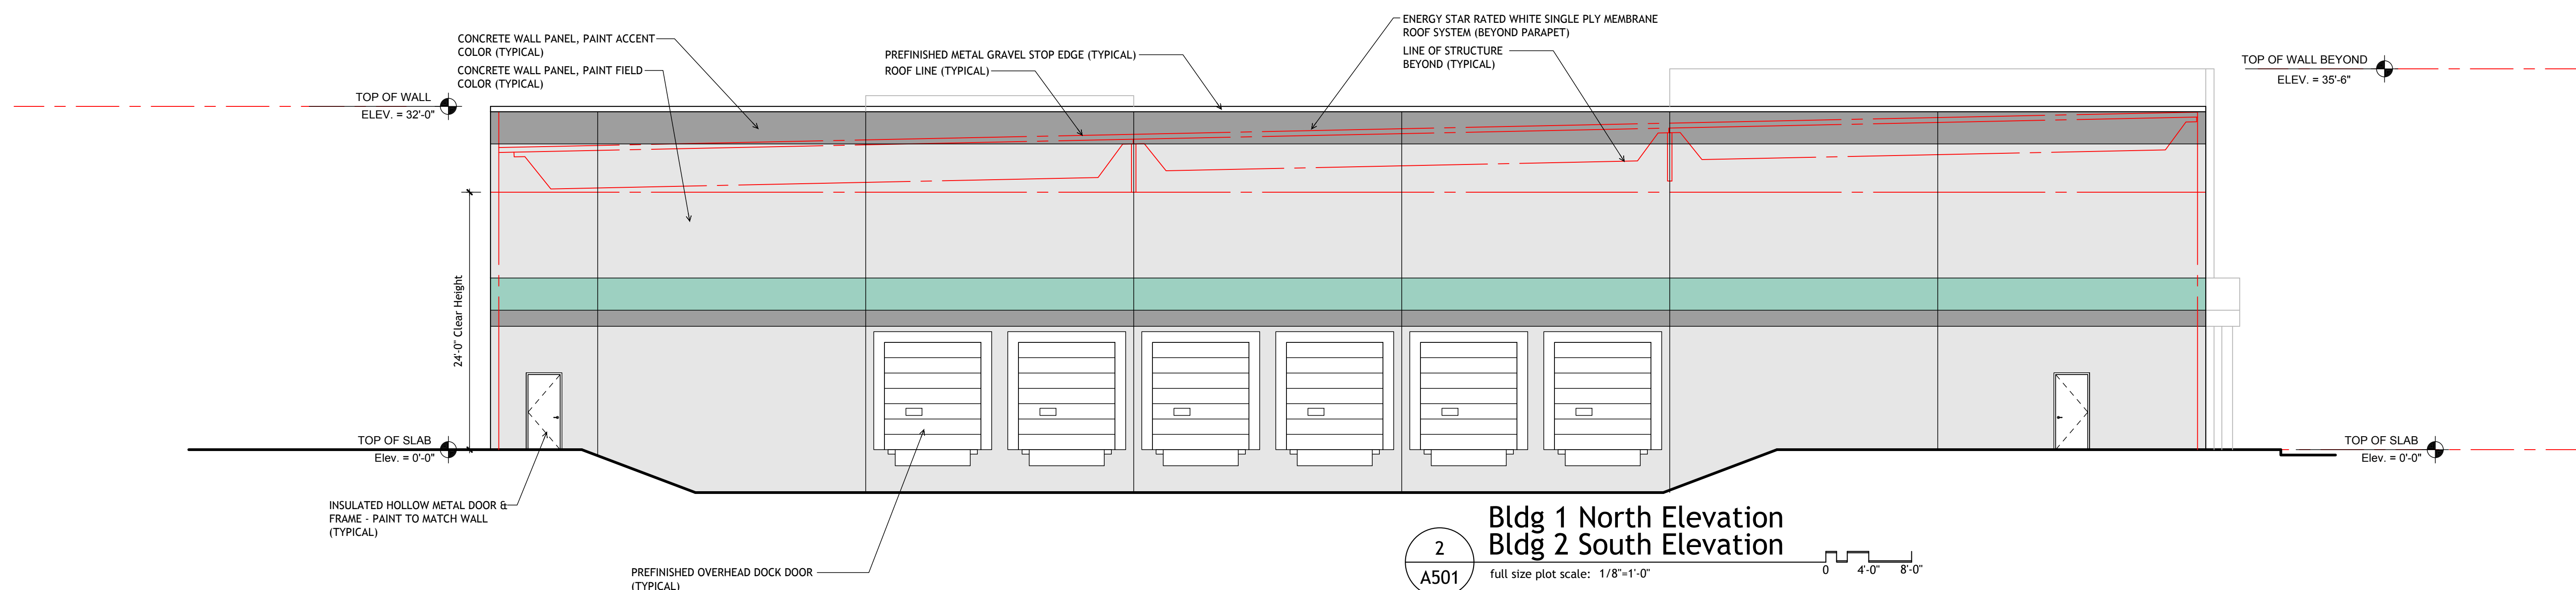 ENERGY STAR RATED WHITE SINGLE PLY MEMBRANE
ROOF SYSTEM (BEYOND PARAPET)
CONCRETE WALL PANEL, PAINT ACCENT
COLOR (TYPICAL)
PREFINISHED METAL GRAVEL STOP EDGE (TYPICAL)
LINE OF STRUCTURE
BEYOND (TYPICAL)
TOP OF WALL BEYOND
ELEV. = 35'-6"
CONCRETE WALL PANEL, PAINT FIELD
COLOR (TYPICAL)
ROOF LINE (TYPICAL)
TOP OF WALL
ELEV. = 32'-0"
24'-0" Clear Height
TOP OF SLAB
Elev. = 0'-0"
TOP OF SLAB
Elev. = 0'-0"
INSULATED HOLLOW METAL DOOR &
FRAME - PAINT TO MATCH WALL
(TYPICAL)
PREFINISHED OVERHEAD DOCK DOOR
(TYPICAL)
2
A501
Bldg 1 North Elevation
Bldg 2 South Elevation
full size plot scale: 1/8"=1'-0"
0 4'-0" 8'-0"